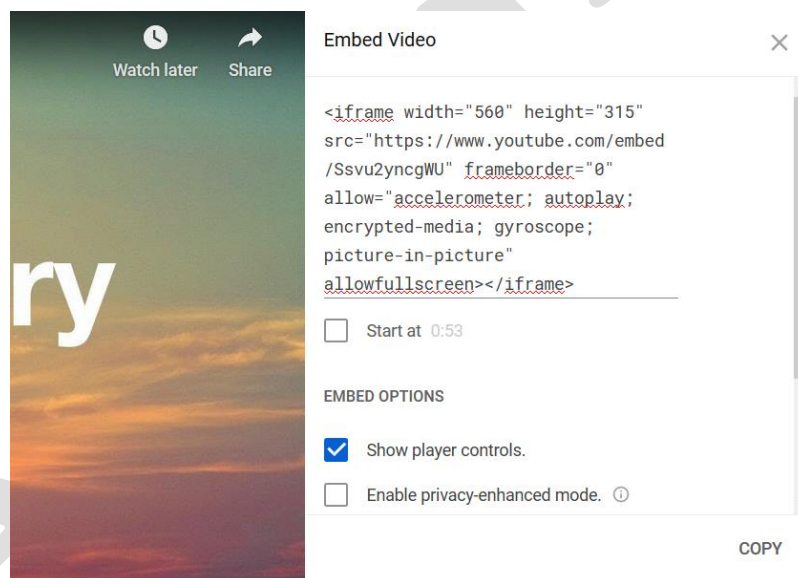 Watch later
Share
ry
Embed Video
<iframe width="560" height="315"
src="https://www.youtube.com/embed
/Ssvu2yncgWU" frameborder="0"
allow="accelerometer; autoplay;
encrypted-media; gyroscope;
picture-in-picture"
allowfullscreen></iframe>
Start at 0:53
EMBED OPTIONS
Show player controls.
Enable privacy-enhanced mode.
COPY